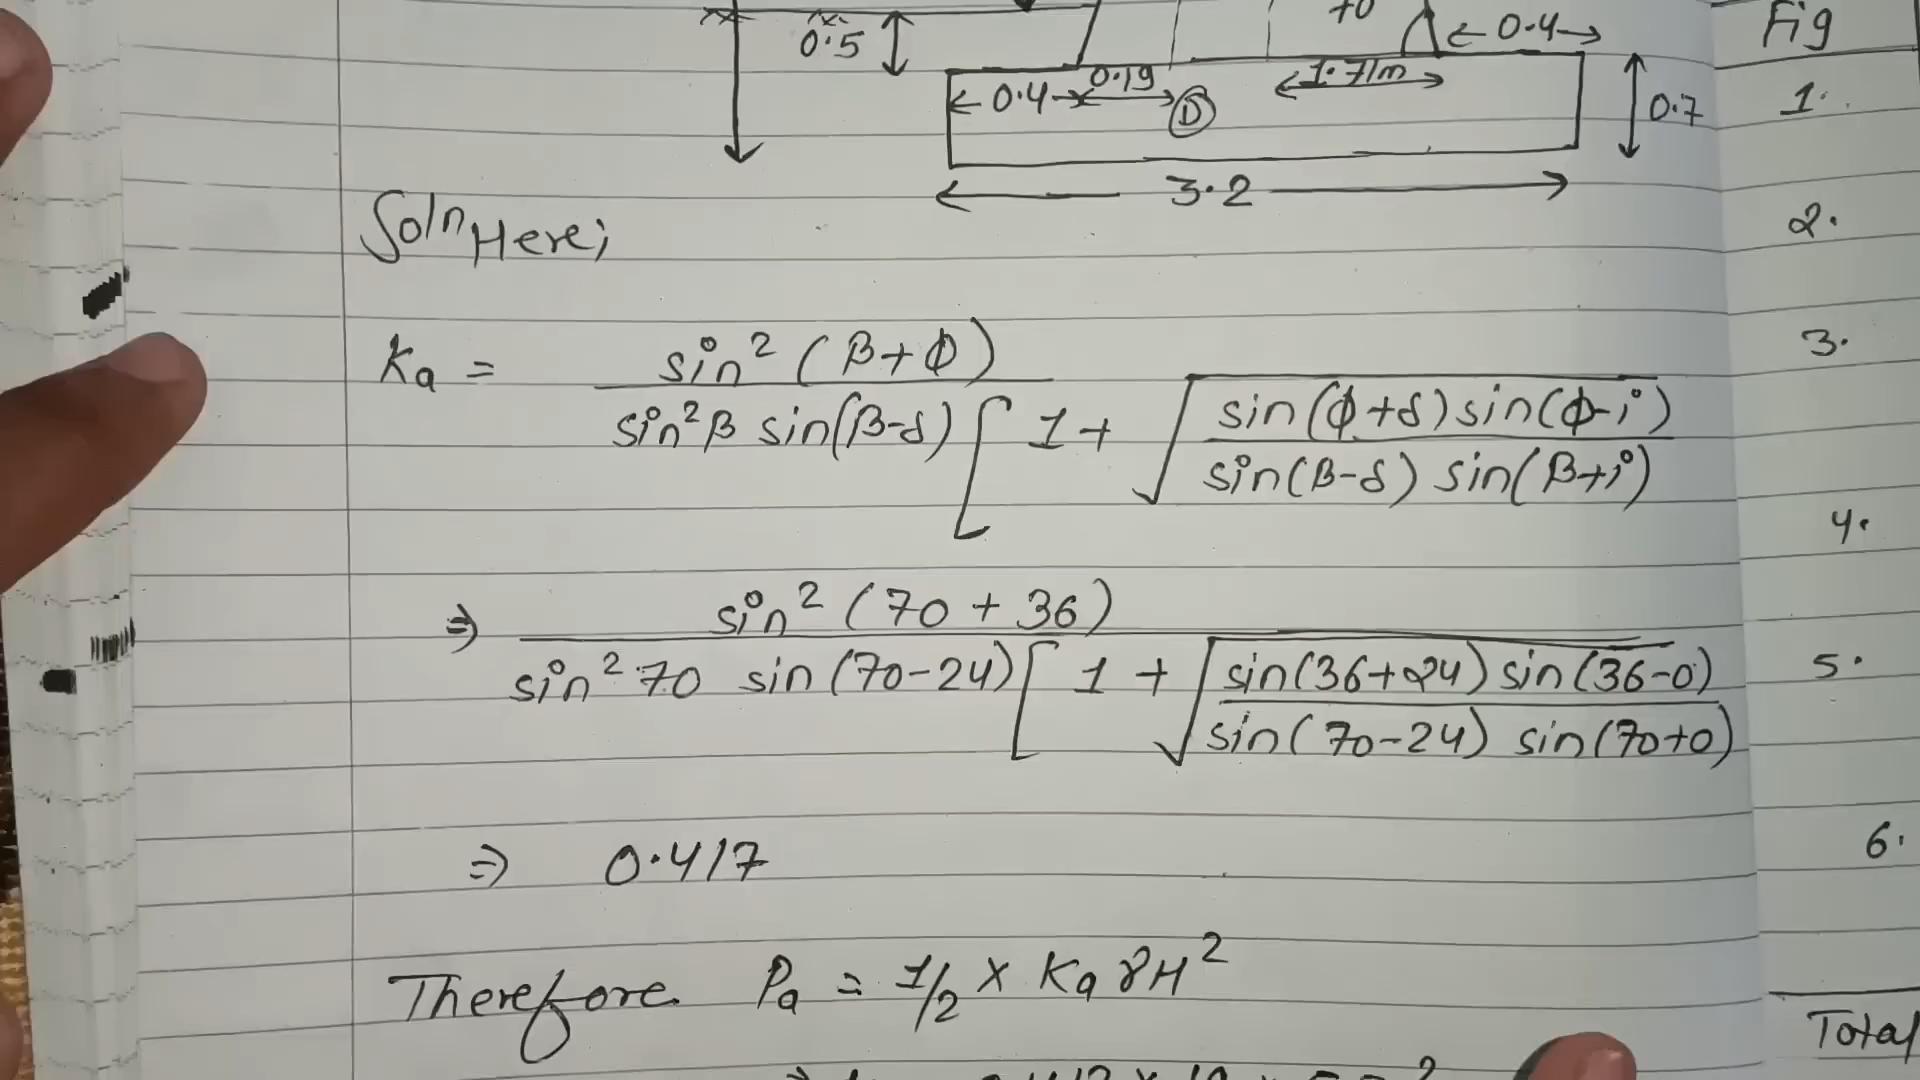 0.5
70
0.4
Fig
0.4
0.19
D
1.71m
0.7
1.
3.2
2.
Soln Here;
3.
Ka = sin² (β+Φ)
sin²β sin(β-δ) [ 1 + √ sin(Φ+δ) sin(Φ-i)
sin(β-δ) sin(β+i)
4.
⇒ sin² (70 + 36)
sin² 70 sin (70-24) [ 1 + √ sin(36+24) sin(36-0)
sin(70-24) sin(70+0)
5.
⇒ 0.417
6.
Therefore Pa = 1/2 × Ka γH²
Total